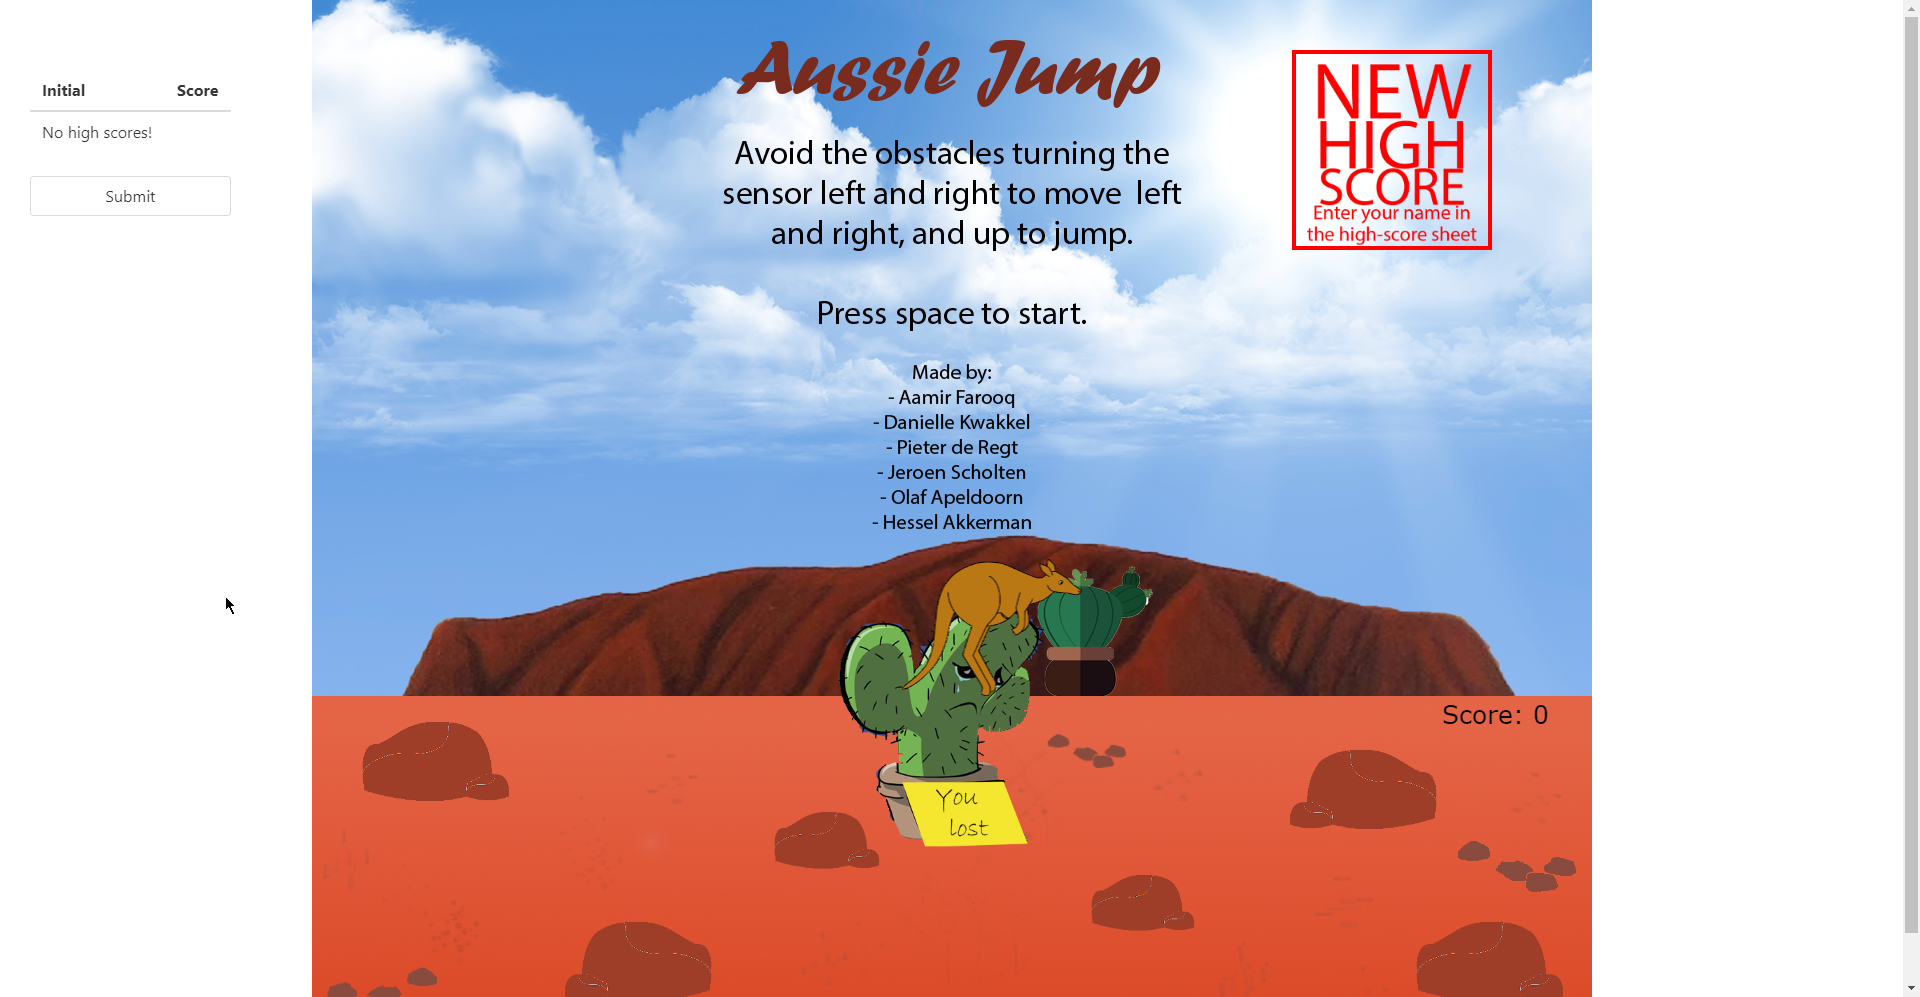 Initial Score
No high scores!
Submit
Aussie Jump
Avoid the obstacles turning the
sensor left and right to move left
and right, and up to jump.
Press space to start.
Made by:
- Aamir Farooq
- Danielle Kwakkel
- Pieter de Regt
- Jeroen Scholten
- Olaf Apeldoorn
- Hessel Akkerman
NEW
HIGH
SCORE
Enter your name in
the high-score sheet
Score: 0
You
lost